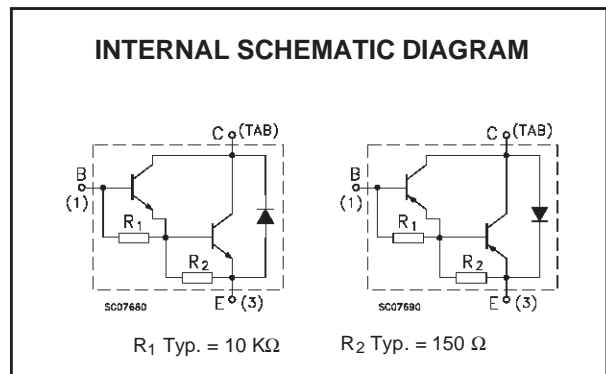 INTERNAL SCHEMATIC DIAGRAM
C (TAB)
B
(1)
R1
R2
E (3)
SC07680
C (TAB)
B
(1)
R1
R2
E (3)
SC07690
R1 Typ. = 10 KΩ R2 Typ. = 150 Ω